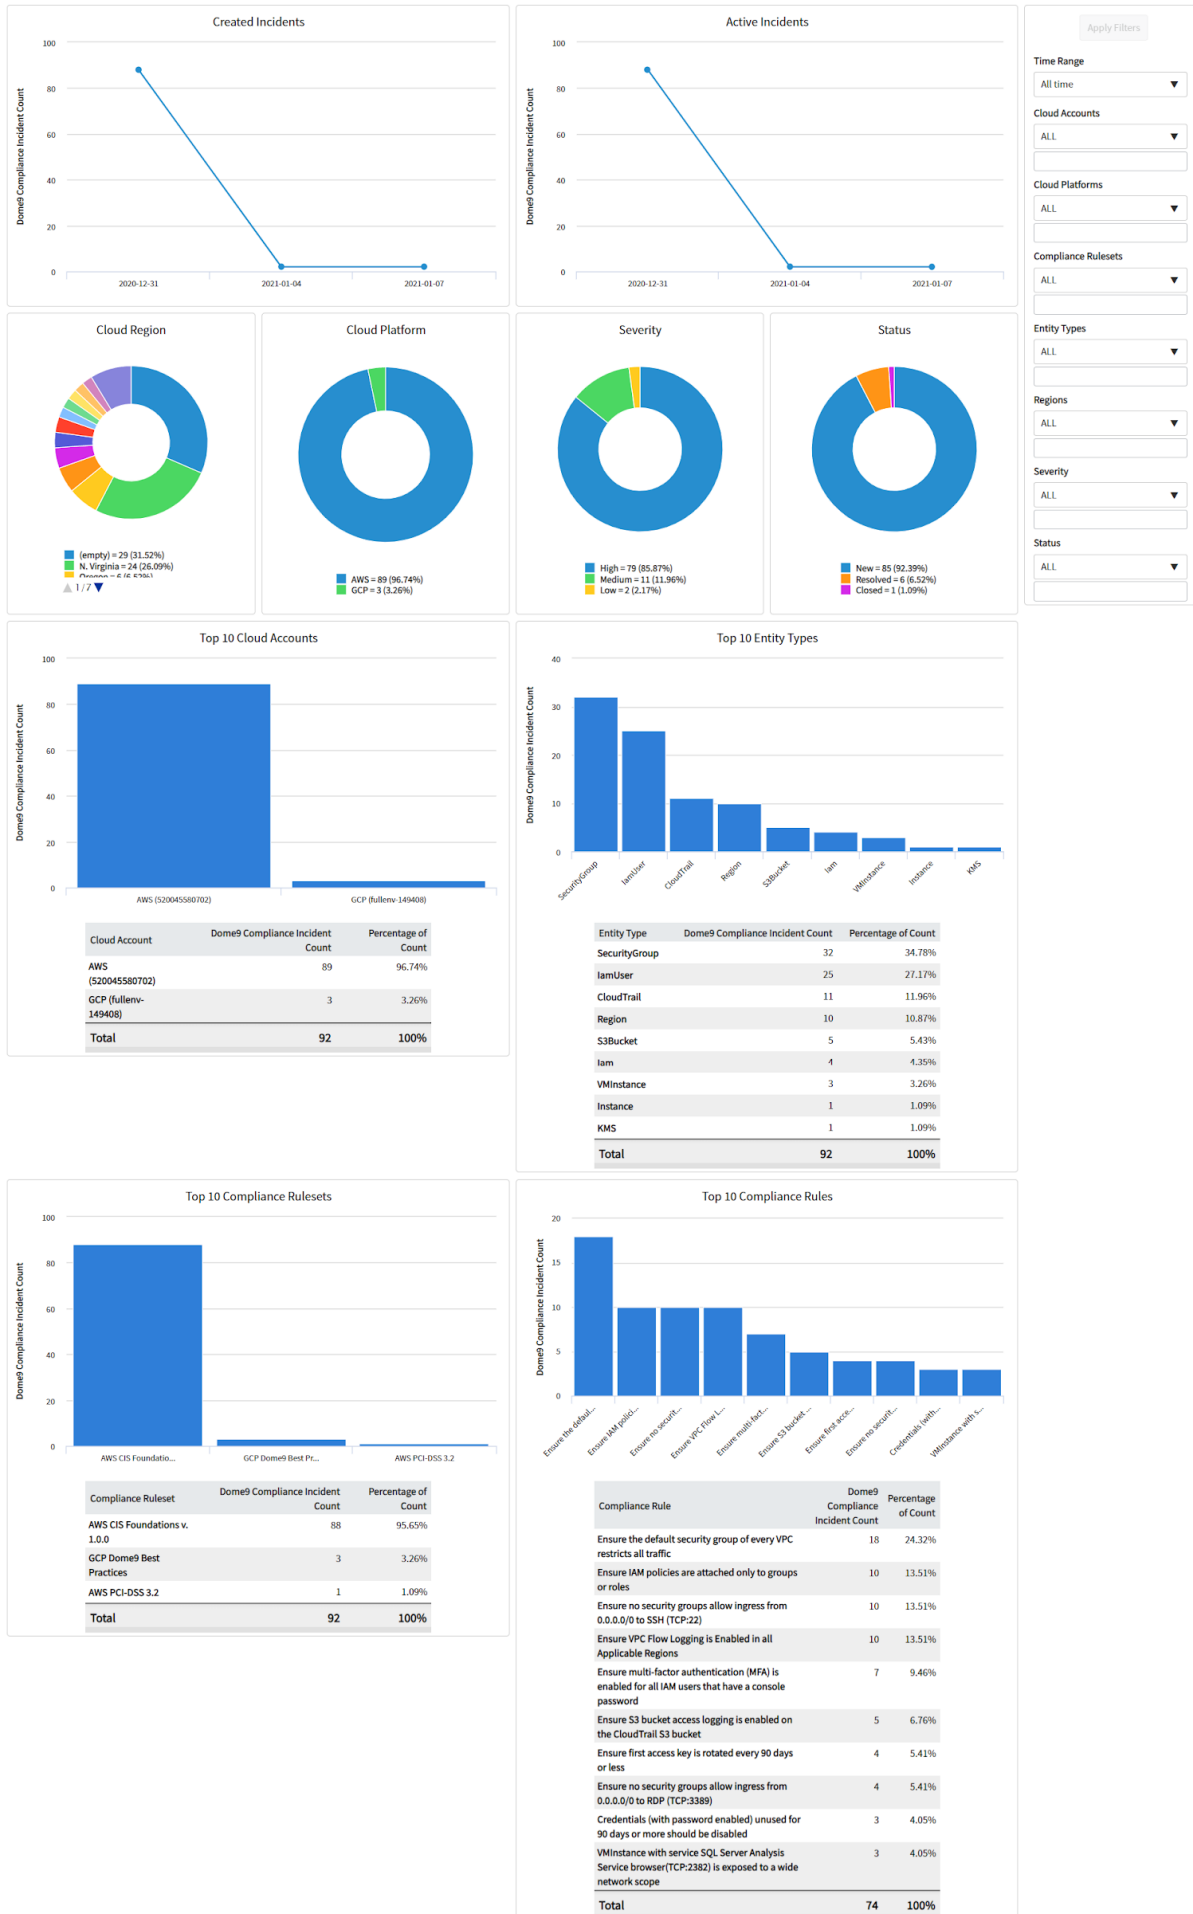 Created Incidents
Dome9 Compliance Incident Count
100
80
60
40
20
0
2020-12-31
2021-01-04
2021-01-07
Active Incidents
Dome9 Compliance Incident Count
100
80
60
40
20
0
2020-12-31
2021-01-04
2021-01-07
Apply Filters
Time Range
All time
Cloud Accounts
ALL
Cloud Platforms
ALL
Compliance Rulesets
ALL
Entity Types
ALL
Regions
ALL
Severity
ALL
Status
ALL
Cloud Region
(empty) = 29 (31.52%)
N. Virginia = 24 (26.09%)
Oregno = 6 (6.52%)
1/7
Cloud Platform
AWS = 89 (96.74%)
GCP = 3 (3.26%)
Severity
High = 79 (85.87%)
Medium = 11 (11.96%)
Low = 2 (2.17%)
Status
New = 85 (92.39%)
Resolved = 6 (6.52%)
Closed = 1 (1.09%)
Top 10 Cloud Accounts
Dome9 Compliance Incident Count
100
80
60
40
20
0
AWS (520045580702)
GCP (fullenv-149408)
Cloud Account Dome9 Compliance Incident Percentage of
Count Count
AWS 89 96.74%
(520045580702)
GCP (fullenv- 3 3.26%
149408)
Total 92 100%
Top 10 Entity Types
Dome9 Compliance Incident Count
40
30
20
10
0
SecurityGroup
IamUser
CloudTrail
Region
S3Bucket
Iam
VMInstance
Instance
KMS
Entity Type Dome9 Compliance Incident Count Percentage of Count
SecurityGroup 32 34.78%
IamUser 25 27.17%
CloudTrail 11 11.96%
Region 10 10.87%
S3Bucket 5 5.43%
Iam 4 4.35%
VMInstance 3 3.26%
Instance 1 1.09%
KMS 1 1.09%
Total 92 100%
Top 10 Compliance Rulesets
Dome9 Compliance Incident Count
100
80
60
40
20
0
AWS CIS Foundatio...
GCP Dome9 Best Pr...
AWS PCI-DSS 3.2
Compliance Ruleset Dome9 Compliance Incident Percentage of
Count Count
AWS CIS Foundations v. 88 95.65%
1.0.0
GCP Dome9 Best 3 3.26%
Practices
AWS PCI-DSS 3.2 1 1.09%
Total 92 100%
Top 10 Compliance Rules
Dome9 Compliance Incident Count
20
15
10
5
0
Ensure the defaul...
Ensure IAM polici...
Ensure no securit...
Ensure VPC Flow L...
Ensure multi-fact...
Ensure S3 bucket ...
Ensure first acce...
Ensure no securit...
Credentials (with...
VMInstance with s...
Compliance Rule Dome9 Compliance Incident Count Percentage of Count
Ensure the default security group of every VPC 18 24.32%
restricts all traffic
Ensure IAM policies are attached only to groups 10 13.51%
or roles
Ensure no security groups allow ingress from 10 13.51%
0.0.0.0/0 to SSH (TCP:22)
Ensure VPC Flow Logging is Enabled in all 10 13.51%
Applicable Regions
Ensure multi-factor authentication (MFA) is 7 9.46%
enabled for all IAM users that have a console
password
Ensure S3 bucket access logging is enabled on 5 6.76%
the CloudTrail S3 bucket
Ensure first access key is rotated every 90 days 4 5.41%
or less
Ensure no security groups allow ingress from 4 5.41%
0.0.0.0/0 to RDP (TCP:3389)
Credentials (with password enabled) unused for 3 4.05%
90 days or more should be disabled
VMInstance with service SQL Server Analysis 3 4.05%
Service browser(TCP:2382) is exposed to a wide
network scope
Total 74 100%